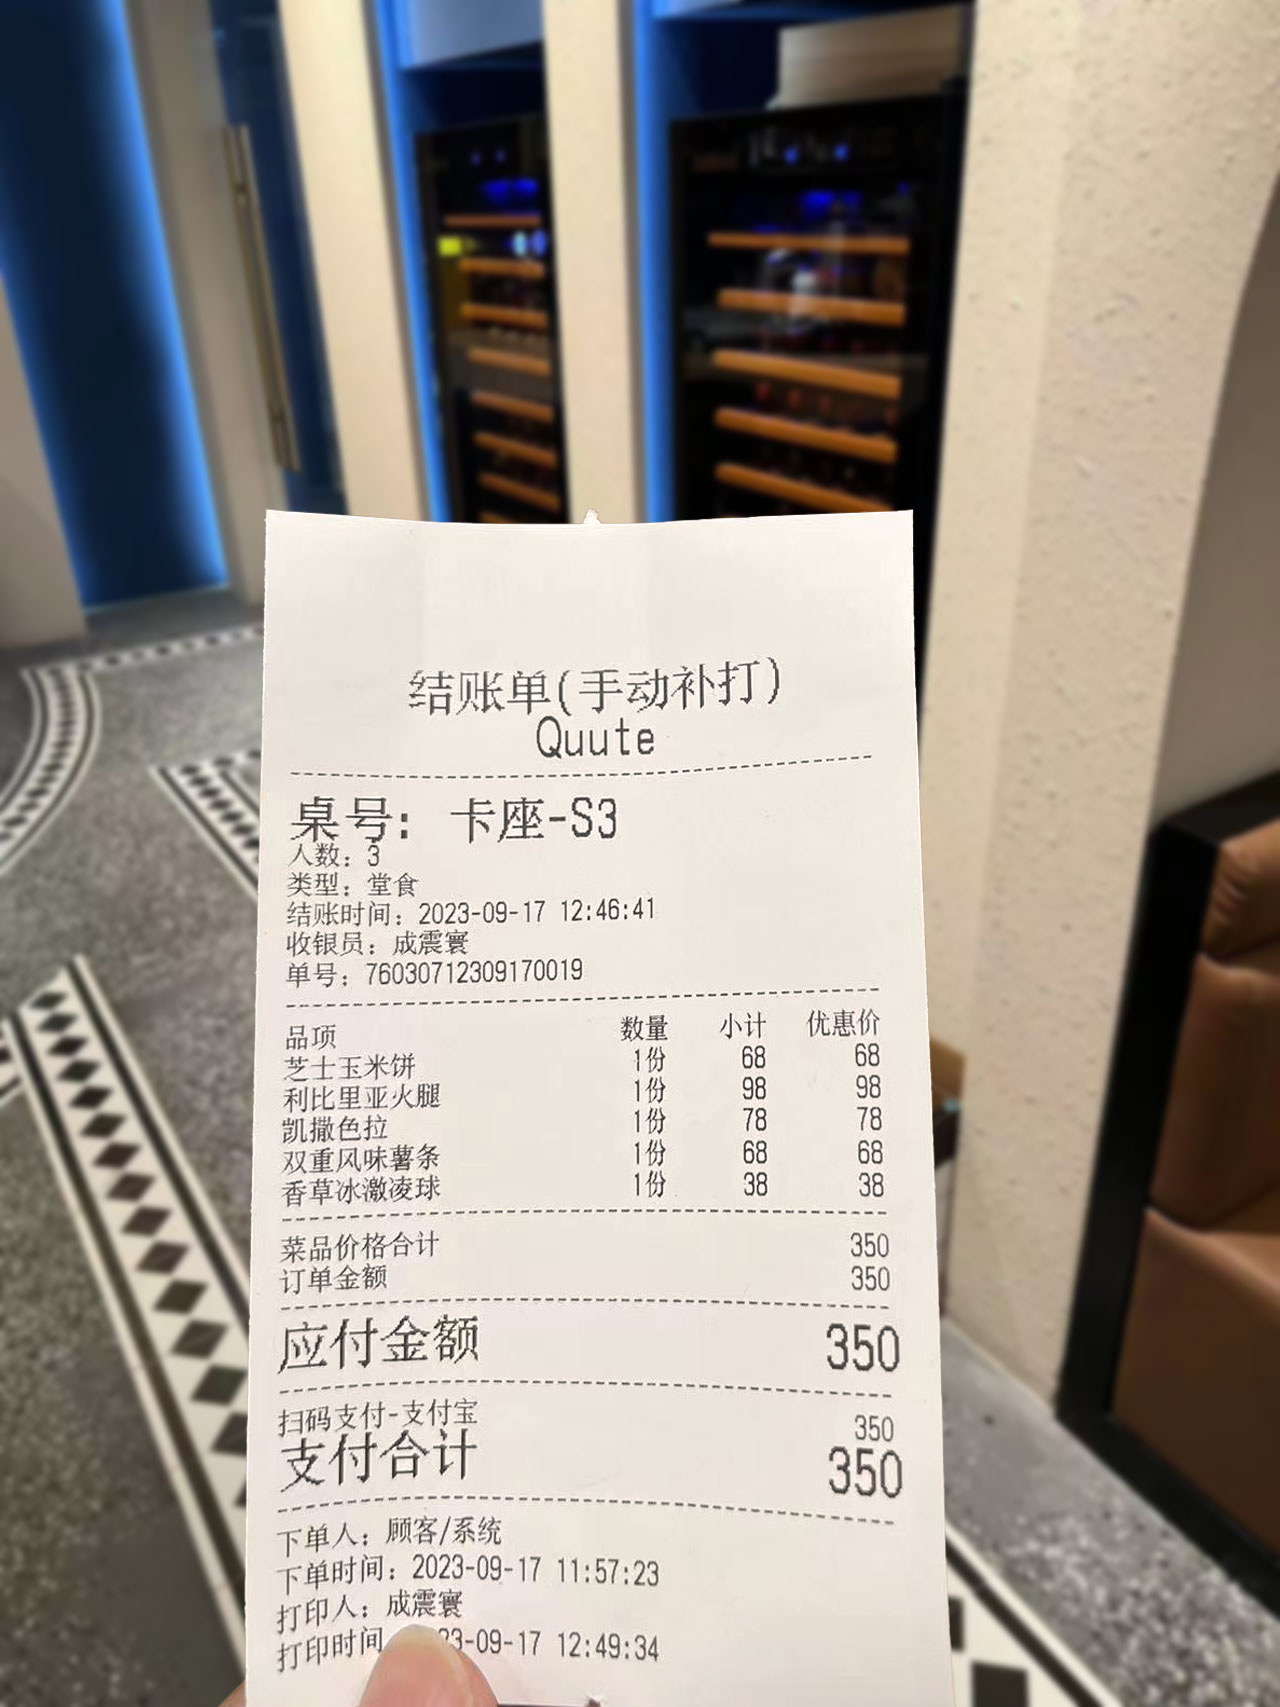 结账单(手动补打)
Quute
桌号: 卡座-S3
人数: 3
类型: 堂食
结账时间: 2023-09-17 12:46:41
收银员: 成震寰
单号: 76030712309170019
品项 数量 小计 优惠价
芝士玉米饼 1份 68 68
利比里亚火腿 1份 98 98
凯撒色拉 1份 78 78
双重风味薯条 1份 68 68
香草冰激凌球 1份 38 38
菜品价格合计 350
订单金额 350
应付金额 350
扫码支付-支付宝 350
支付合计 350
下单人: 顾客/系统
下单时间: 2023-09-17 11:57:23
打印人: 成震寰
打印时间 23-09-17 12:49:34